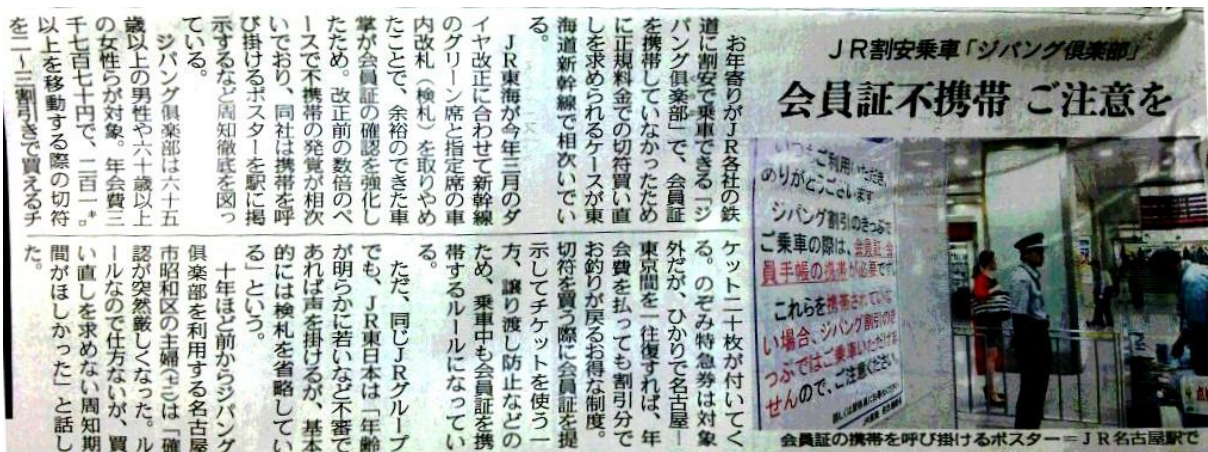 ＪＲ割安乗車「ジパング倶楽部」
会員証不携帯 ご注意を
お年寄りがＪＲ各社の鉄
道に割安で乗車できる「ジ
パング倶楽部」で、会員証
を携帯していなかったため
に正規料金での切符買い直
しを求められるケースが東
海道新幹線で相次いでい
る。
ＪＲ東海が今年三月のダ
イヤ改正に合わせて新幹線
のグリーン席と指定席の車
内改札（検札）を取りやめ
たことで、余裕のできた車
掌が会員証の確認を強化し
たため。改正前の数倍のペ
ースで不携帯の発覚が相次
いでおり、同社は携帯を呼
び掛けるポスターを駅に掲
示するなど周知徹底を図っ
ている。
ジパング倶楽部は六十五
歳以上の男性や六十歳以上
の女性らが対象。年会費三
千七百七十円で、二百一㌔
以上を移動する際の切符
を二～三割引きで買えるチ
ケット二十枚が付いてく
る。のぞみ特急券は対象
外だが、ひかりで名古屋―
東京間を一往復すれば、年
会費を払っても割引分で
お釣りが戻るお得な制度。
切符を買う際に会員証を提
示してチケットを使う一
方、譲り渡し防止などの
ため、乗車中も会員証を携
帯するルールになってい
る。
ただ、同じＪＲグループ
でも、ＪＲ東日本は「年齢
が明らかに若いなど不審で
あれば声を掛けるが、基本
的には検札を省略してい
る」という。
十年ほど前からジパング
倶楽部を利用する名古屋
市昭和区の主婦（七三）は「確
認が突然厳しくなった。ル
ールなので仕方ないが、買
い直しを求めない周知期
間がほしかった」と話し
た。
いつもご利用いただき、
ありがとうございます
ジパング割引のきっぷで
ご乗車の際は、会員証・会
員手帳の携帯が必要です。
これらを携帯されていな
い場合、ジパング割引のき
っぷではご乗車いただけま
せんので、ご注意ください。
会員証の携帯を呼び掛けるポスター＝ＪＲ名古屋駅で